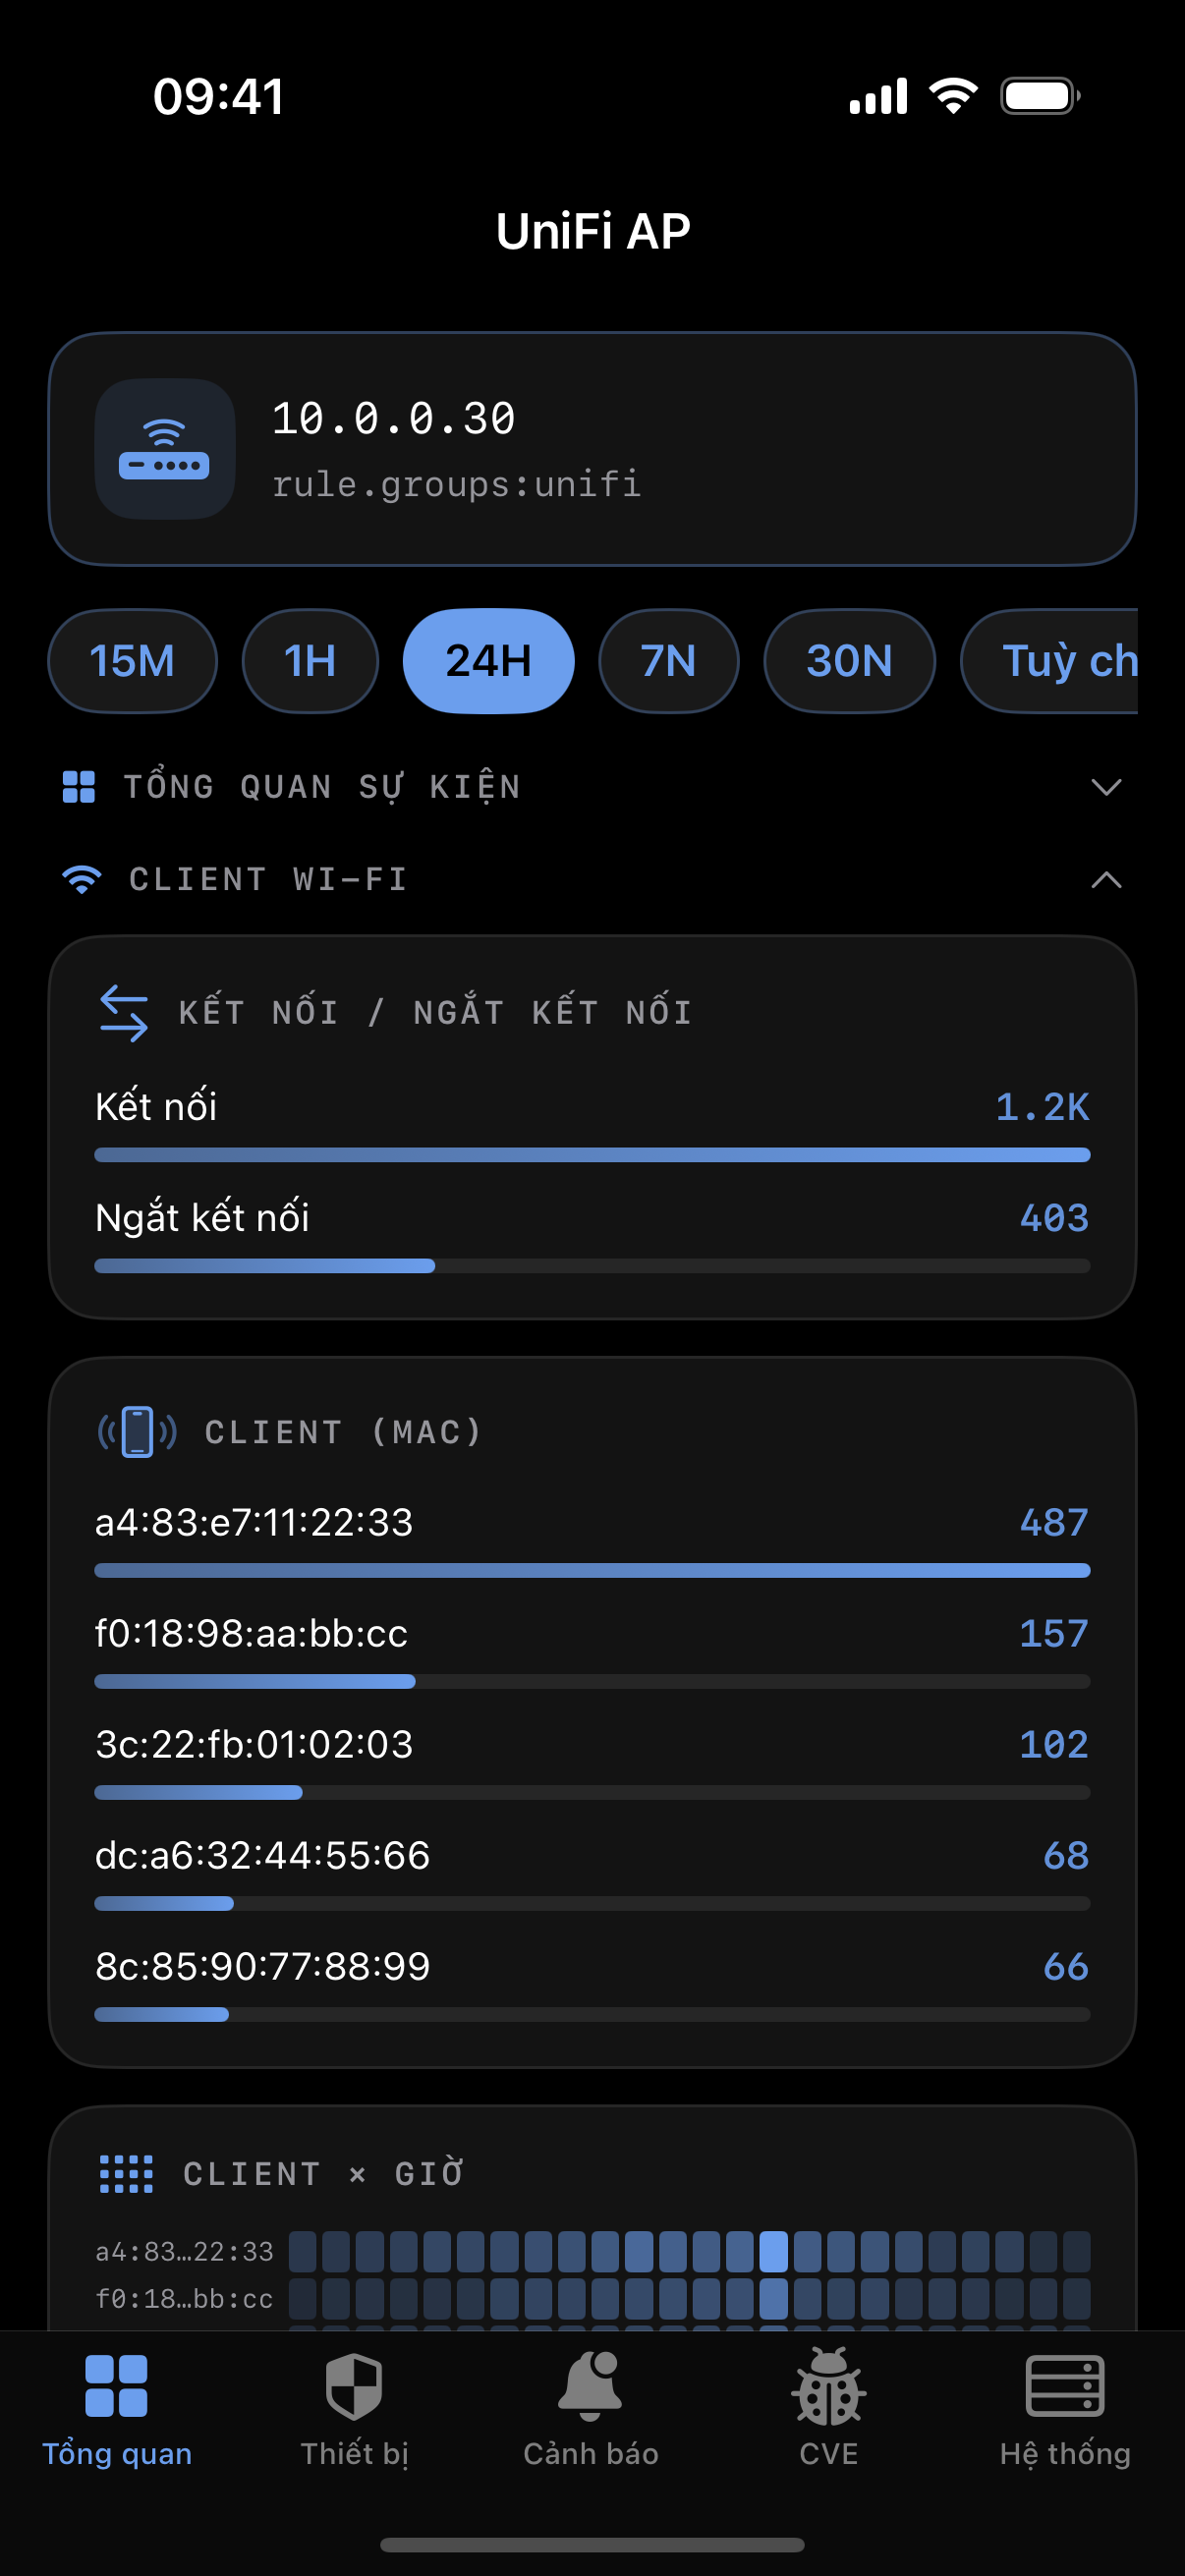 09:41
UniFi AP
10.0.0.30
rule.groups:unifi
15M 1H 24H 7N 30N Tuỳ ch
TỔNG QUAN SỰ KIỆN
CLIENT WI-FI
KẾT NỐI / NGẮT KẾT NỐI
Kết nối 1.2K
Ngắt kết nối 403
CLIENT (MAC)
a4:83:e7:11:22:33 487
f0:18:98:aa:bb:cc 157
3c:22:fb:01:02:03 102
dc:a6:32:44:55:66 68
8c:85:90:77:88:99 66
CLIENT × GIỜ
a4:83…22:33
f0:18…bb:cc
Tổng quan Thiết bị Cảnh báo CVE Hệ thống